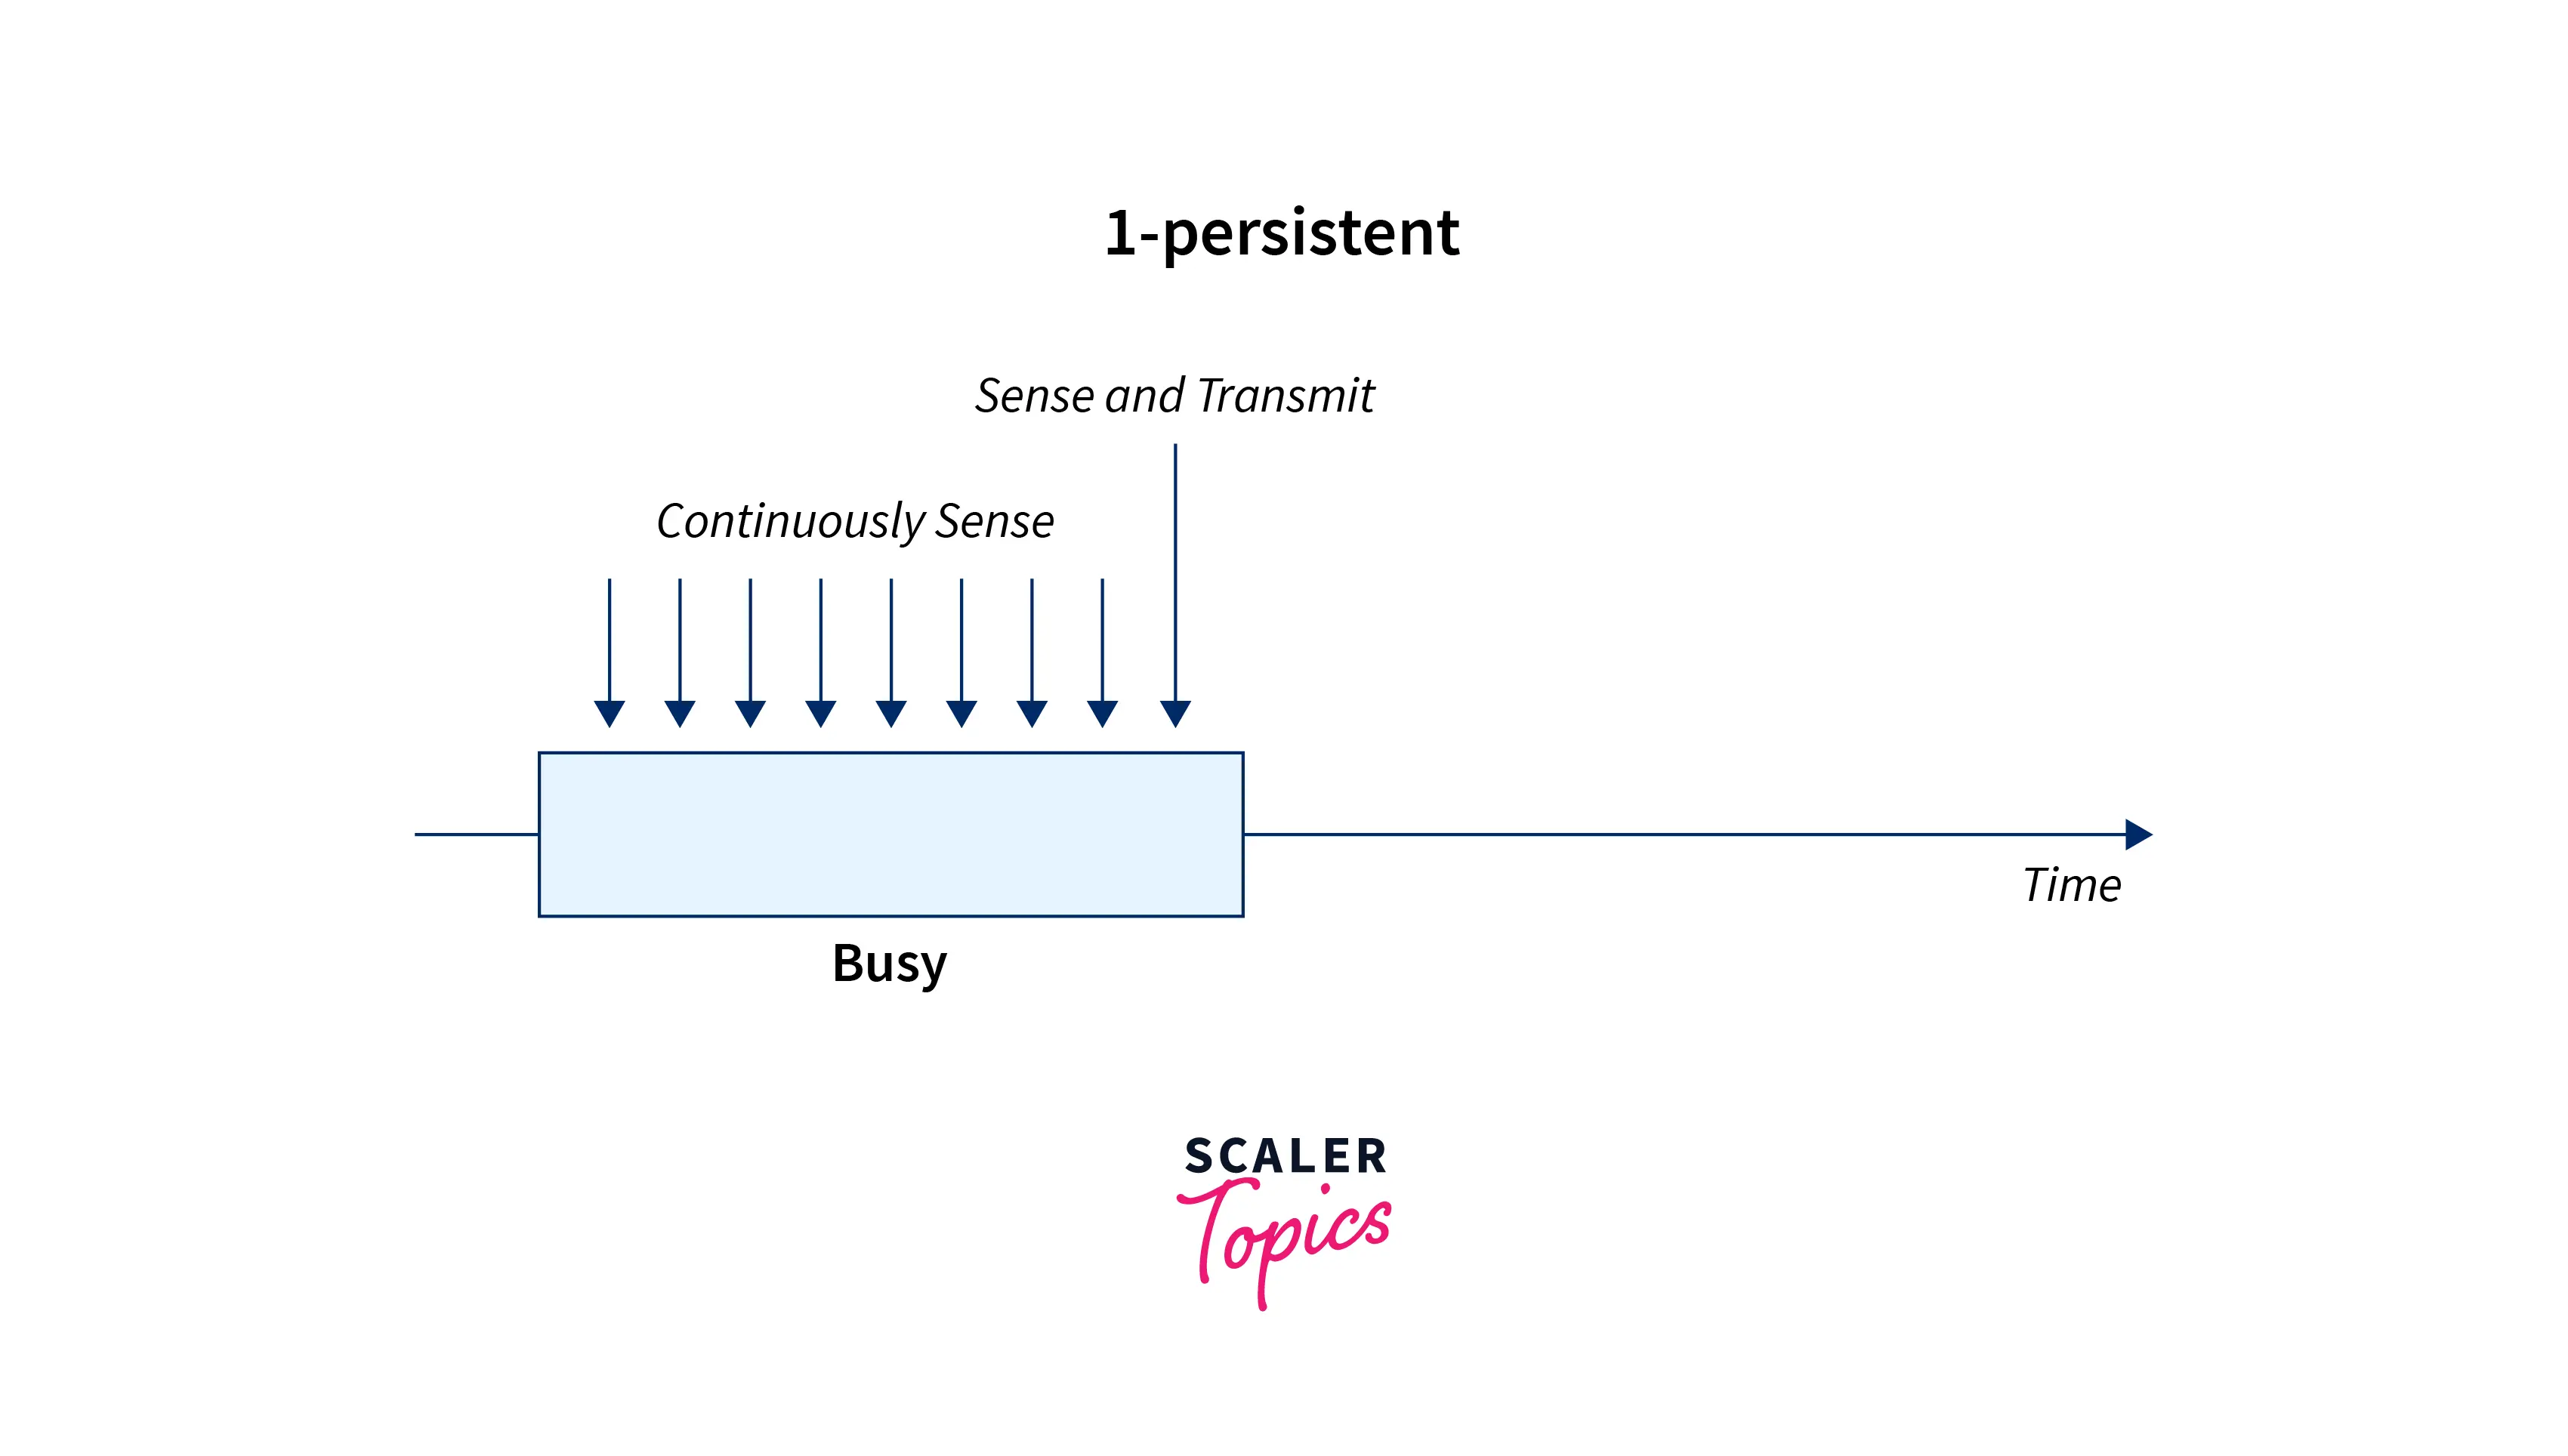 1-persistent
Sense and Transmit
Continuously Sense
Time
Busy
SCALER
Topics